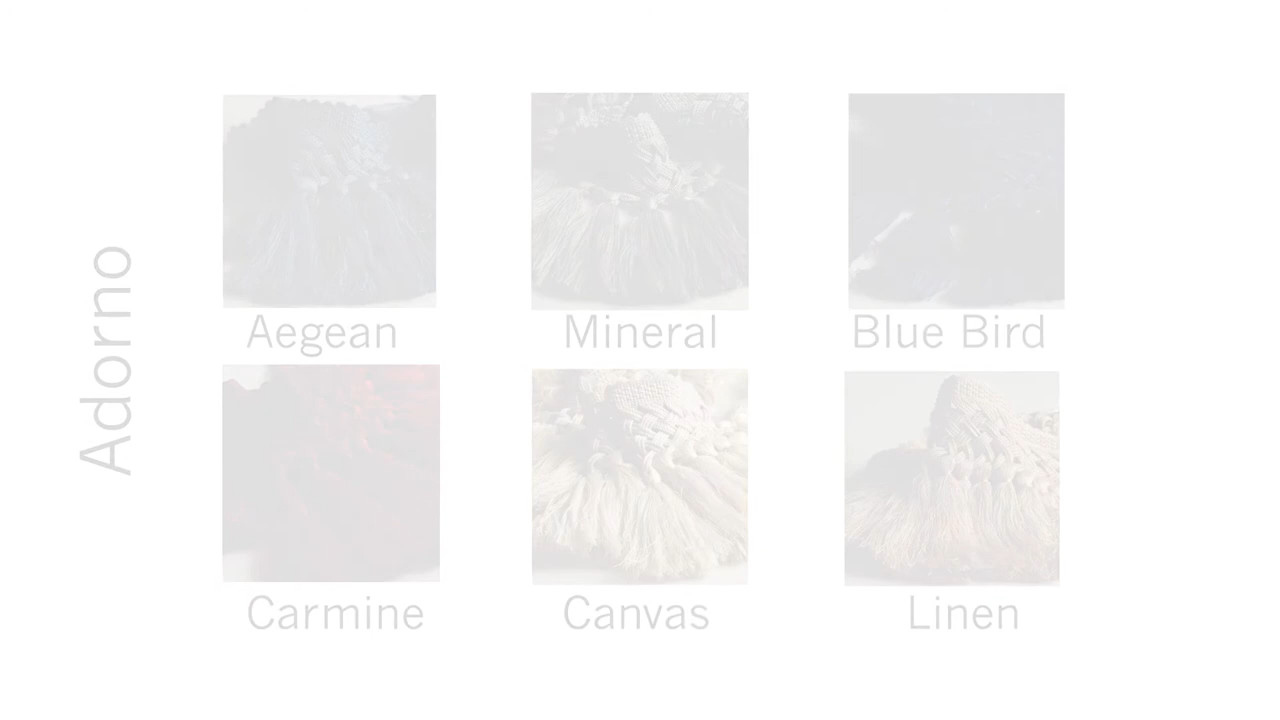 Adorno
Aegean
Mineral
Blue Bird
Carmine
Canvas
Linen